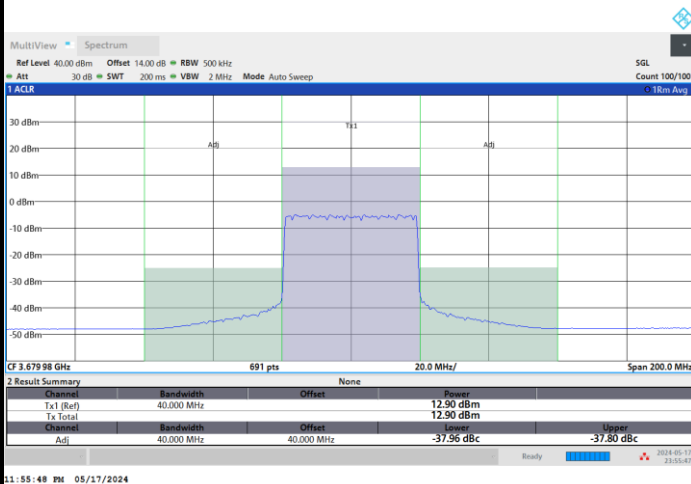 MultiView Spectrum
Ref Level 40.00 dBm Offset 14.00 dB RBW 500 kHz SGL
Att 30 dB SWT 200 ms VBW 2 MHz Mode Auto Sweep Count 100/100
1 ACLR 1Rm Avg
30 dBm
Tx1
20 dBm Adj Adj
10 dBm
0 dBm
-10 dBm
-20 dBm
-30 dBm
-40 dBm
-50 dBm
CF 3.679 98 GHz 691 pts 20.0 MHz/ Span 200.0 MHz
2 Result Summary None
Channel Bandwidth Offset Power
Tx1 (Ref) 40.000 MHz 12.90 dBm
Tx Total 12.90 dBm
Channel Bandwidth Offset Lower Upper
Adj 40.000 MHz 40.000 MHz -37.96 dBc -37.80 dBc
Ready 2024-05-17
23:55:47
11:55:48 PM 05/17/2024